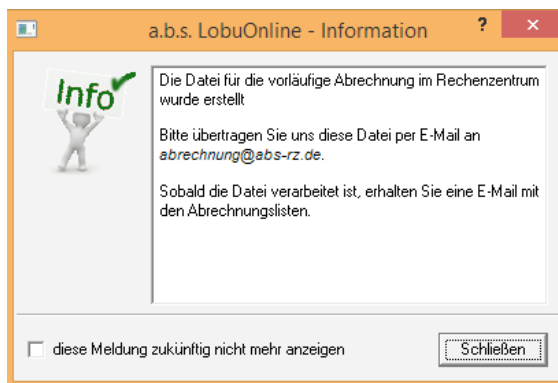 a.b.s. LobuOnline - Information
?
Info
Die Datei für die vorläufige Abrechnung im Rechenzentrum
wurde erstellt
Bitte übertragen Sie uns diese Datei per E-Mail an
abrechnung@abs-rz.de.
Sobald die Datei verarbeitet ist, erhalten Sie eine E-Mail mit
den Abrechnungslisten.
diese Meldung zukünftig nicht mehr anzeigen
Schließen